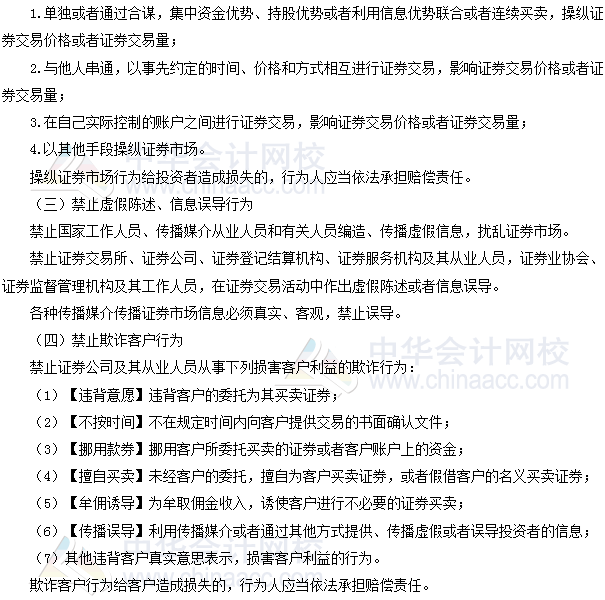 1.单独或者通过合谋，集中资金优势、持股优势或者利用信息优势联合或者连续买卖，操纵证
券交易价格或者证券交易量；
2.与他人串通，以事先约定的时间、价格和方式相互进行证券交易，影响证券交易价格或者证
券交易量；
3.在自己实际控制的账户之间进行证券交易，影响证券交易价格或者证券交易量；
4.以其他手段操纵证券市场。
中华会计网校
www.chinaacc.com
操纵证券市场行为给投资者造成损失的，行为人应当依法承担赔偿责任。
（三）禁止虚假陈述、信息误导行为
禁止国家工作人员、传播媒介从业人员和有关人员编造、传播虚假信息，扰乱证券市场。
禁止证券交易所、证券公司、证券登记结算机构、证券服务机构及其从业人员，证券业协会、
证券监督管理机构及其工作人员，在证券交易活动中作出虚假陈述或者信息误导。
各种传播媒介传播证券市场信息必须真实、客观，禁止误导。
（四）禁止欺诈客户行为
中华会计网校
www.chinaacc.com
禁止证券公司及其从业人员从事下列损害客户利益的欺诈行为：
（1）【违背意愿】违背客户的委托为其买卖证券；
（2）【不按时间】不在规定时间内向客户提供交易的书面确认文件；
（3）【挪用款券】挪用客户所委托买卖的证券或者客户账户上的资金；
（4）【擅自买卖】未经客户的委托，擅自为客户买卖证券，或者假借客户的名义买卖证券；
（5）【牟佣诱导】为牟取佣金收入，诱使客户进行不必要的证券买卖；
（6）【传播误导】利用传播媒介或者通过其他方式提供、传播虚假或者误导投资者的信息；
（7）其他违背客户真实意思表示，损害客户利益的行为。
中华会计网校
www.chinaacc.com
欺诈客户行为给客户造成损失的，行为人应当依法承担赔偿责任。